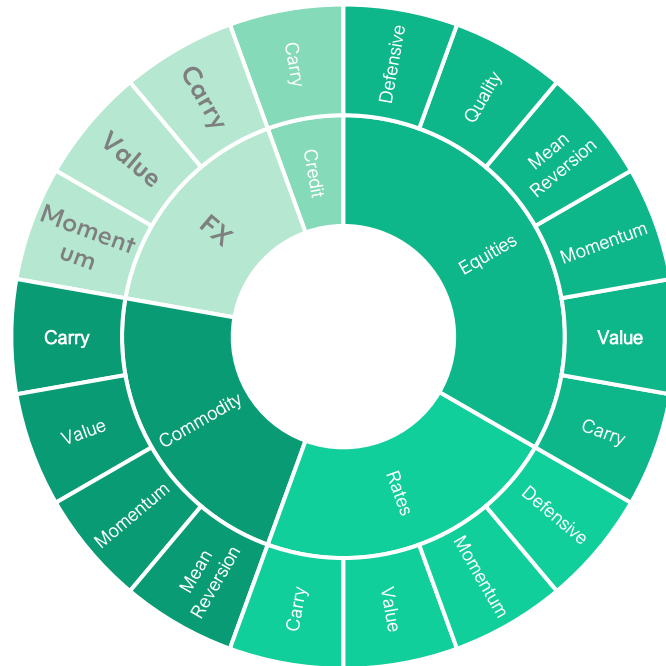 Equities
Defensive
Quality
Mean
Reversion
Momentum
Value
Carry
Rates
Defensive
Momentum
Value
Carry
Commodity
Mean
Reversion
Momentum
Value
Carry
FX
Moment
um
Value
Carry
Credit
Carry